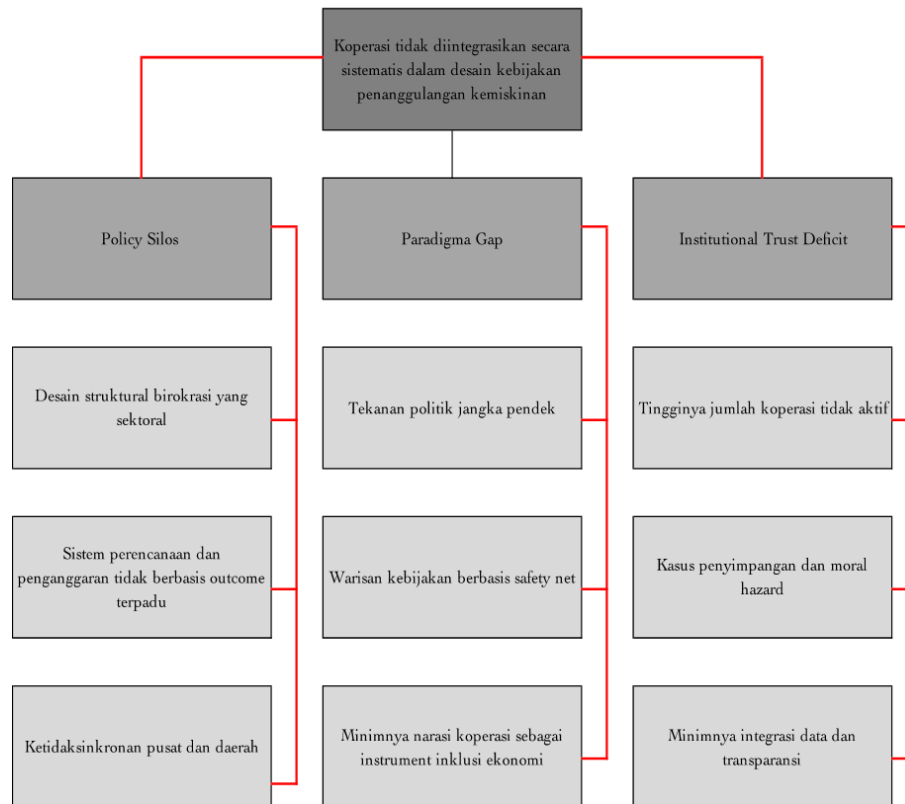 Koperasi tidak diintegrasikan secara
sistematis dalam desain kebijakan
penanggulangan kemiskinan
Policy Silos
Paradigma Gap
Institutional Trust Deficit
Desain struktural birokrasi yang
sektoral
Tekanan politik jangka pendek
Tingginya jumlah koperasi tidak aktif
Sistem perencanaan dan
penganggaran tidak berbasis outcome
terpadu
Warisan kebijakan berbasis safety net
Kasus penyimpangan dan moral
hazard
Ketidaksinkronan pusat dan daerah
Minimnya narasi koperasi sebagai
instrument inklusi ekonomi
Minimnya integrasi data dan
transparansi